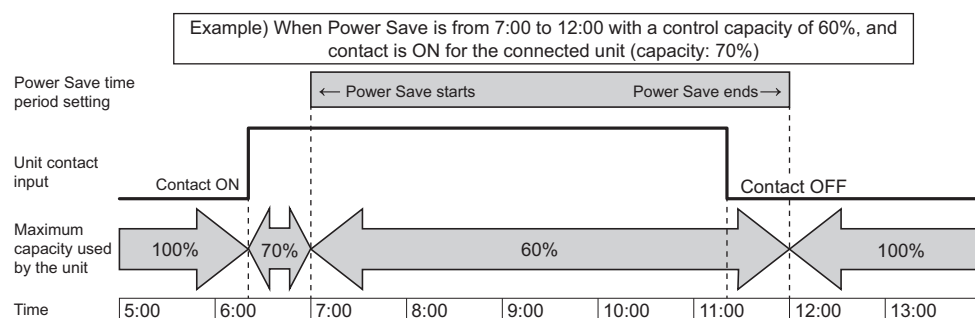 Example) When Power Save is from 7:00 to 12:00 with a control capacity of 60%, and
contact is ON for the connected unit (capacity: 70%)
Power Save time
period setting
← Power Save starts
Power Save ends→
Unit contact
input
Contact ON
Contact OFF
Maximum
capacity used
by the unit
100%
70%
60%
100%
Time
5:00
6:00
7:00
8:00
9:00
10:00
11:00
12:00
13:00